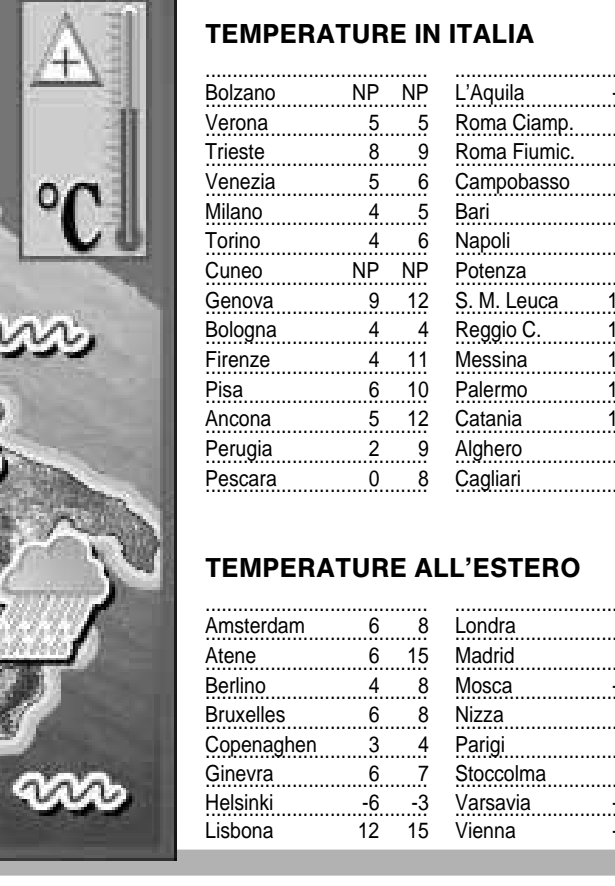 °C
TEMPERATURE IN ITALIA
Bolzano NP NP
Verona 5 5
Trieste 8 9
Venezia 5 6
Milano 4 5
Torino 4 6
Cuneo NP NP
Genova 9 12
Bologna 4 4
Firenze 4 11
Pisa 6 10
Ancona 5 12
Perugia 2 9
Pescara 0 8
L'Aquila
Roma Ciamp.
Roma Fiumic.
Campobasso
Bari
Napoli
Potenza
S. M. Leuca
Reggio C.
Messina
Palermo
Catania
Alghero
Cagliari
TEMPERATURE ALL'ESTERO
Amsterdam 6 8
Atene 6 15
Berlino 4 8
Bruxelles 6 8
Copenaghen 3 4
Ginevra 6 7
Helsinki -6 -3
Lisbona 12 15
Londra
Madrid
Mosca
Nizza
Parigi
Stoccolma
Varsavia
Vienna